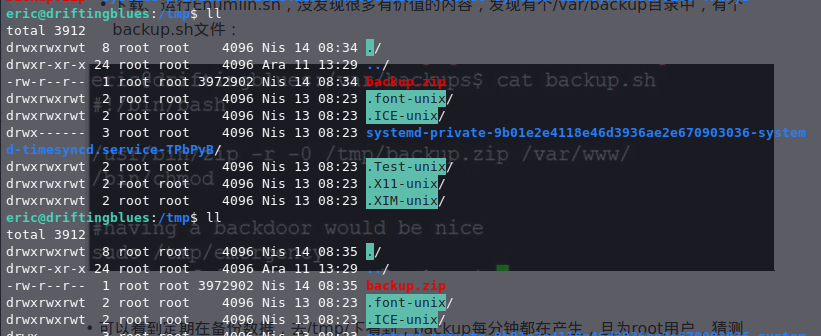 • 下载、运行Enumlin.sh，没发现很多有价值的内容，发现有个/var/backup目录中，有个
eric@driftingblues:/tmp$ ll
backup.sh文件：
total 3912
drwxrwxrwt 8 root root 4096 Nis 14 08:34 ./
drwxr-xr-x 24 root root 4096 Ara 11 13:29 ../
-rw-r--r-- 1 root root 3972902 Nis 14 08:34 backup.zip
eric@driftingblues:/var/backups$ cat backup.sh
drwxrwxrwt 2 root root 4096 Nis 13 08:23 .font-unix/
#!/bin/bash
drwxrwxrwt 2 root root 4096 Nis 13 08:23 .ICE-unix/
drwx------ 3 root root 4096 Nis 13 08:23 systemd-private-9b01e2e4118e46d3936ae2e670903036-system
d-timesyncd.service-TPbPyB/
/usr/bin/zip -r -0 /tmp/backup.zip /var/www/
drwxrwxrwt 2 root root 4096 Nis 13 08:23 .Test-unix/
/bin/chmod
drwxrwxrwt 2 root root 4096 Nis 13 08:23 .X11-unix/
drwxrwxrwt 2 root root 4096 Nis 13 08:23 .XIM-unix/
eric@driftingblues:/tmp$ ll
#having a backdoor would be nice
total 3912
drwxrwxrwt 8 root root 4096 Nis 14 08:35 ./
sudo /tmp/emergency
drwxr-xr-x 24 root root 4096 Ara 11 13:29 ../
-rw-r--r-- 1 root root 3972902 Nis 14 08:35 backup.zip
drwxrwxrwt 2 root root 4096 Nis 13 08:23 .font-unix/
drwxrwxrwt 2 root root 4096 Nis 13 08:23 .ICE-unix/
• 可以看到定期在备份数据，去/tmp/下看到，backup每分钟都在产生，且为root用户，猜测